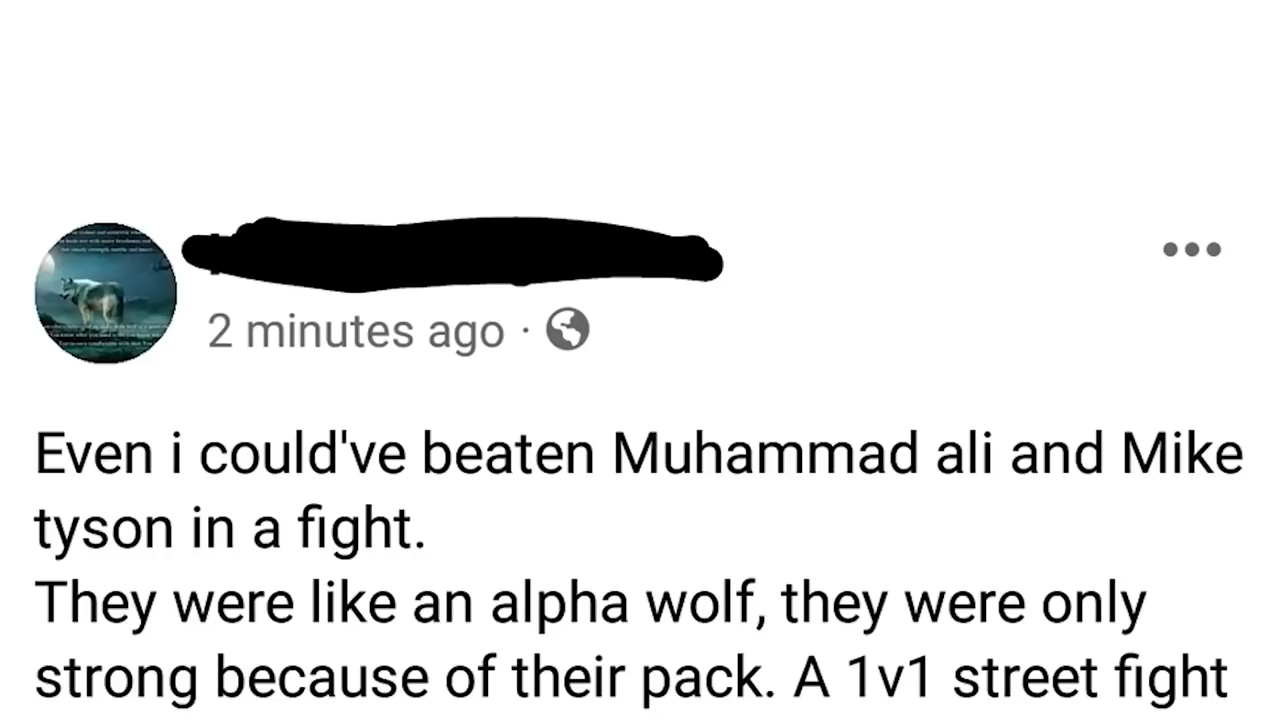 2 minutes ago ·
Even i could've beaten Muhammad ali and Mike
tyson in a fight.
They were like an alpha wolf, they were only
strong because of their pack. A 1v1 street fight